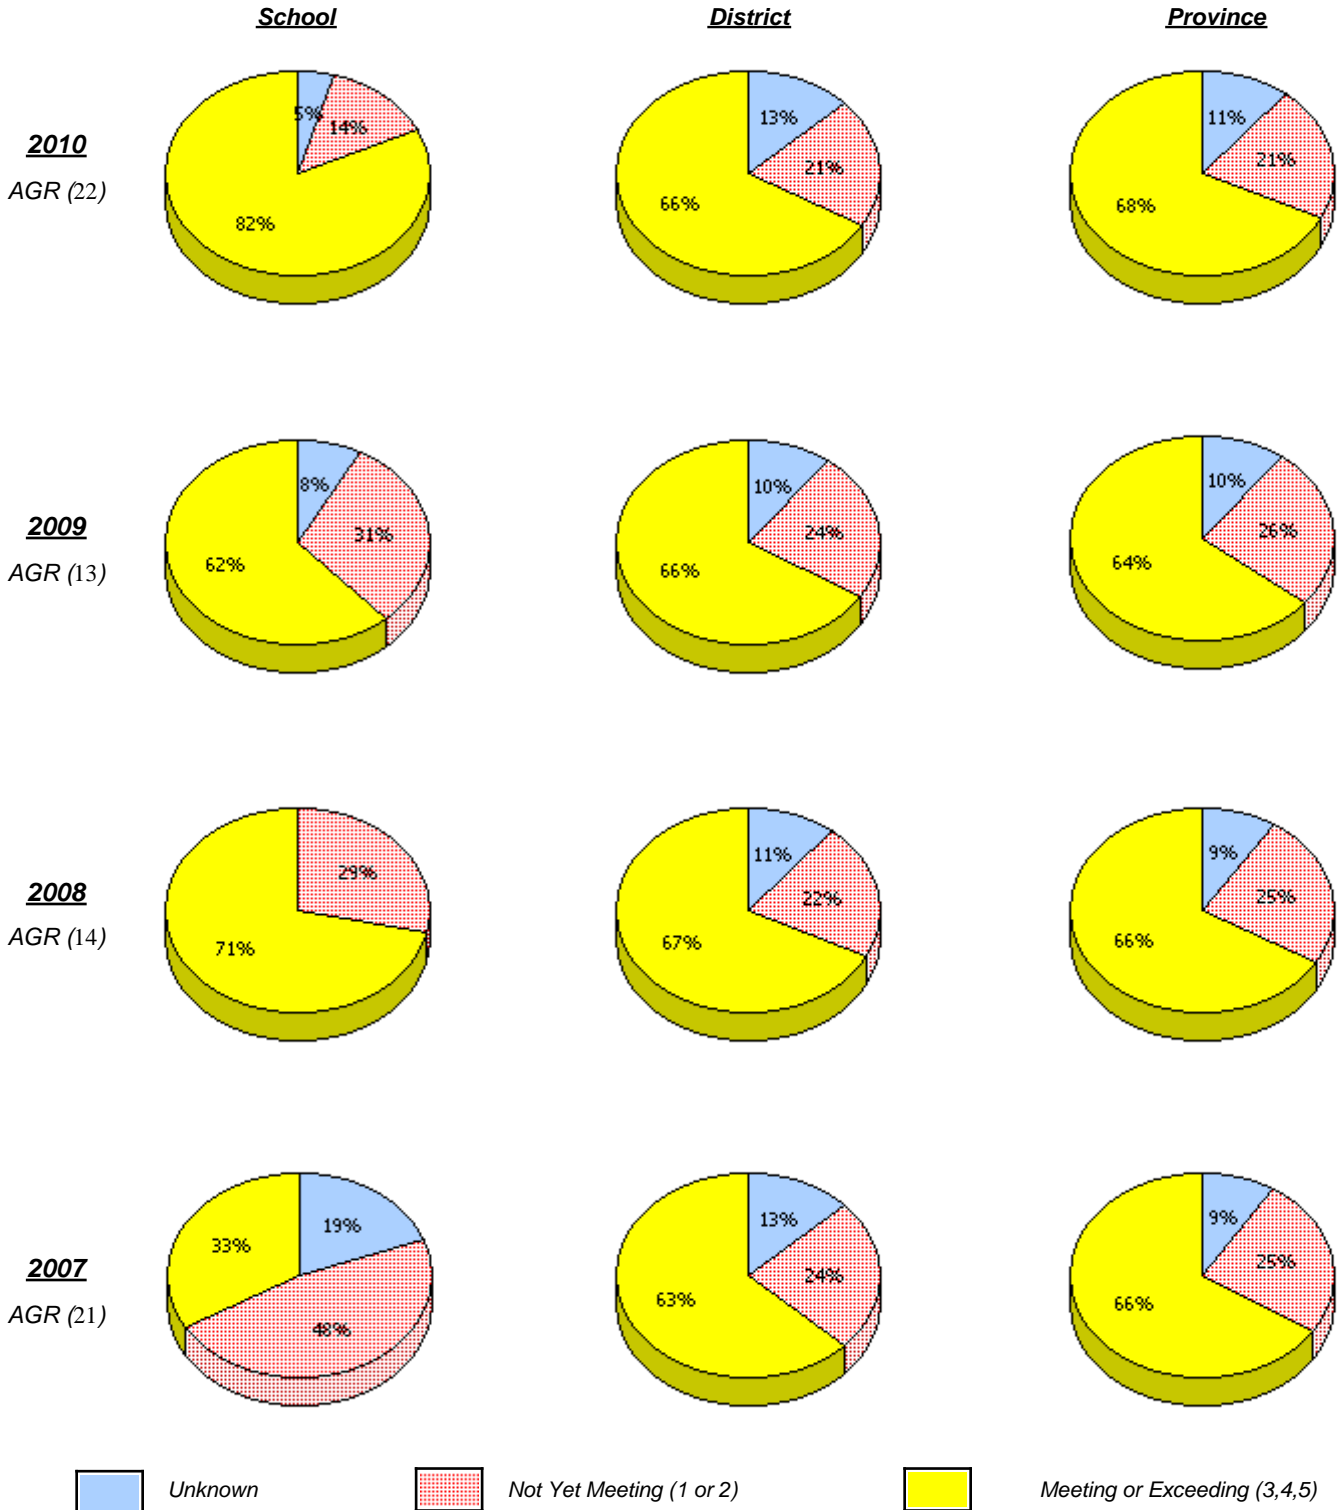 School District Province
5% 14% 82%
13% 21% 66%
11% 21% 68%
2010
AGR (22)
8% 31% 62%
10% 24% 66%
10% 26% 64%
2009
AGR (13)
29% 71%
11% 22% 67%
9% 25% 66%
2008
AGR (14)
19% 33% 48%
13% 24% 63%
9% 25% 66%
2007
AGR (21)
Unknown Not Yet Meeting (1 or 2) Meeting or Exceeding (3,4,5)